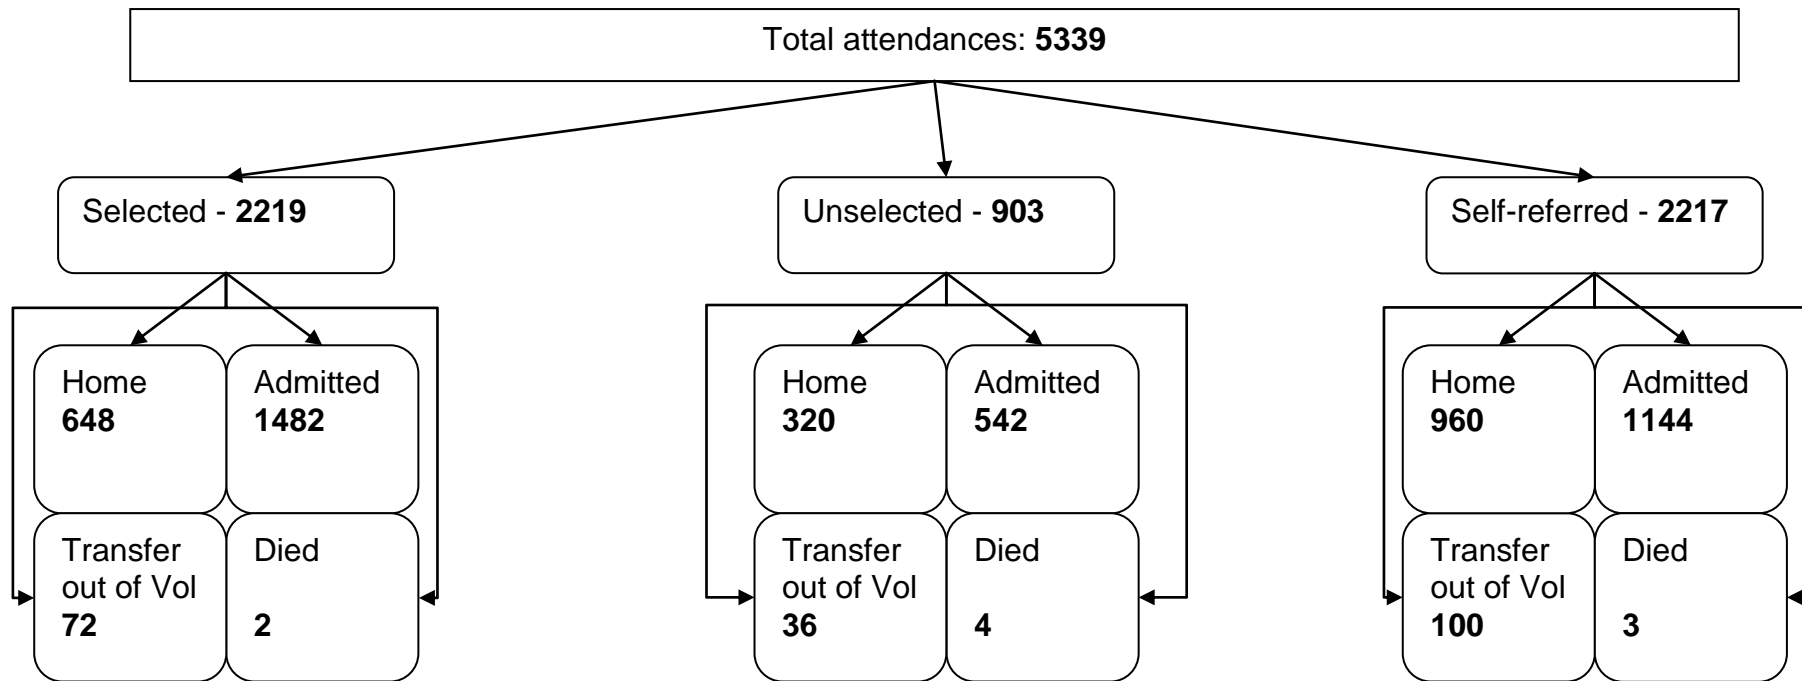 Total attendances: 5339
Selected - 2219
Unselected - 903
Self-referred - 2217
Home
648
Admitted
1482
Transfer
out of Vol
72
Died
2
Home
320
Admitted
542
Transfer
out of Vol
36
Died
4
Home
960
Admitted
1144
Transfer
out of Vol
100
Died
3